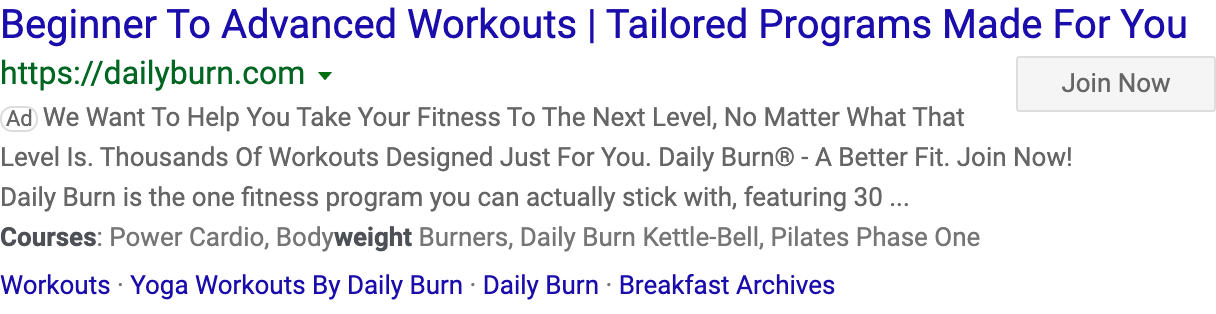 Beginner To Advanced Workouts | Tailored Programs Made For You
https://dailyburn.com
Join Now
Ad We Want To Help You Take Your Fitness To The Next Level, No Matter What That
Level Is. Thousands Of Workouts Designed Just For You. Daily Burn® - A Better Fit. Join Now!
Daily Burn is the one fitness program you can actually stick with, featuring 30 ...
Courses: Power Cardio, Bodyweight Burners, Daily Burn Kettle-Bell, Pilates Phase One
Workouts · Yoga Workouts By Daily Burn · Daily Burn · Breakfast Archives